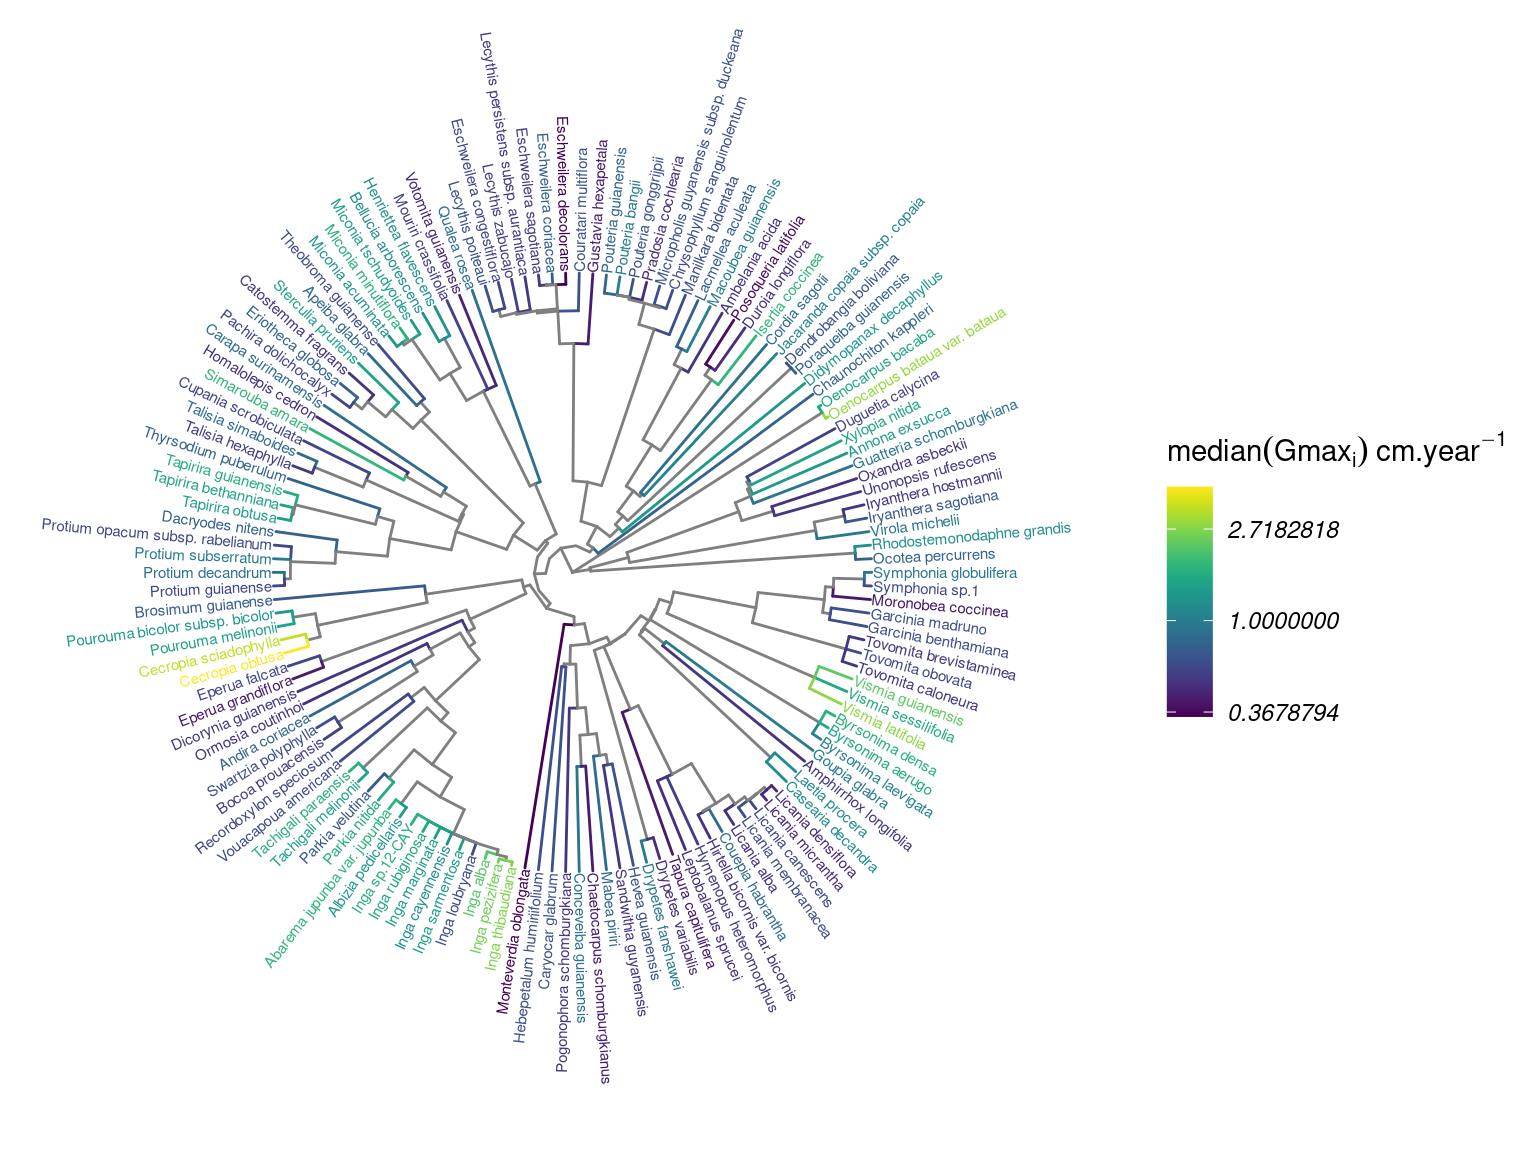 Lecythis persistens subsp. aurantiaca
Eschweilera sagotiana
Eschweilera coriacea
Eschweilera decolorans
Couratari multiflora
Gustavia hexapetala
Pouteria guianensis
Pouteria bangii
Pouteria gonggrijpii
Pradosia cochlearia
Micropholis guyanensis subsp. duckeana
Chrysophyllum sanguinolentum
Manilkara bidentata
Lacmellea aculeata
Macoubea guianensis
Ambelania acida
Posoqueria latifolia
Duroia longiflora
Isertia coccinea
Cordia sagotii
Jacaranda copaia subsp. copaia
Dendrobangia boliviana
Poraqueiba guianensis
Didymopanax decaphyllus
Chaunochiton kappleri
Oenocarpus bacaba
Oenocarpus bataua var. bataua
Duguetia calycina
Xylopia nitida
Annona exsucca
Guatteria schomburgkiana
Oxandra asbeckii
Unonopsis rufescens
Iryanthera hostmannii
Iryanthera sagotiana
Virola michelii
Rhodostemonodaphne grandis
Ocotea percurrens
Symphonia globulifera
Symphonia sp.1
Moronobea coccinea
Garcinia madruno
Garcinia benthamiana
Tovomita brevistaminea
Tovomita obovata
Tovomita caloneura
Vismia guianensis
Vismia sessilifolia
Vismia latifolia
Byrsonima densa
Byrsonima aerugo
Byrsonima laevigata
Goupia glabra
Amphirrhox longifolia
Laetia procera
Casearia decandra
Licania densiflora
Licania micrantha
Licania canescens
Licania membranacea
Licania alba
Couepia habrantha
Hirtella bicornis var. bicornis
Hymenopus heteromorphus
Leptobalanus sprucei
Tapura capitulifera
Drypetes variabilis
Drypetes fanshawei
Hevea guianensis
Sandwithia guyanensis
Mabea piriri
Chaetocarpus schomburgkianus
Conceveiba guianensis
Pogonophora schomburgkiana
Caryocar glabrum
Hebepetalum humiriifolium
Monteverdia oblongata
Inga thibaudiana
Inga pezizifera
Inga alba
Inga loubryana
Inga sarmentosa
Inga cayennensis
Inga marginata
Inga rubiginosa
Inga sp.12-CAY
Albizia pedicellaris
Abarema jupunba var. jupunba
Parkia nitida
Parkia velutina
Tachigali melinonii
Tachigali paraensis
Vouacapoua americana
Recordoxylon speciosum
Bocoa prouacensis
Swartzia polyphylla
Andira coriacea
Ormosia coutinhoi
Dicorynia guianensis
Eperua grandiflora
Eperua falcata
Cecropia obtusa
Cecropia sciadophylla
Pourouma melinonii
Pourouma bicolor subsp. bicolor
Brosimum guianense
Protium guianense
Protium decandrum
Protium subserratum
Protium opacum subsp. rabelianum
Dacryodes nitens
Tapirira obtusa
Tapirira bethanniana
Tapirira guianensis
Thyrsodium puberulum
Talisia hexaphylla
Talisia simaboides
Cupania scrobiculata
Simarouba amara
Homalolepis cedron
Carapa surinamensis
Pachira dolichocalyx
Eriotheca globosa
Catostemma fragrans
Sterculia pruriens
Apeiba glabra
Theobroma guianense
Miconia acuminata
Miconia minutiflora
Miconia tschudyoides
Bellucia arborescens
Henriettea flavescens
Mouriri crassifolia
Votomita guianensis
Qualea rosea
Lecythis poiteaui
Eschweilera congestiflora
Lecythis zabucajo
median(Gmaxi) cm.year−1
2.7182818
1.0000000
0.3678794